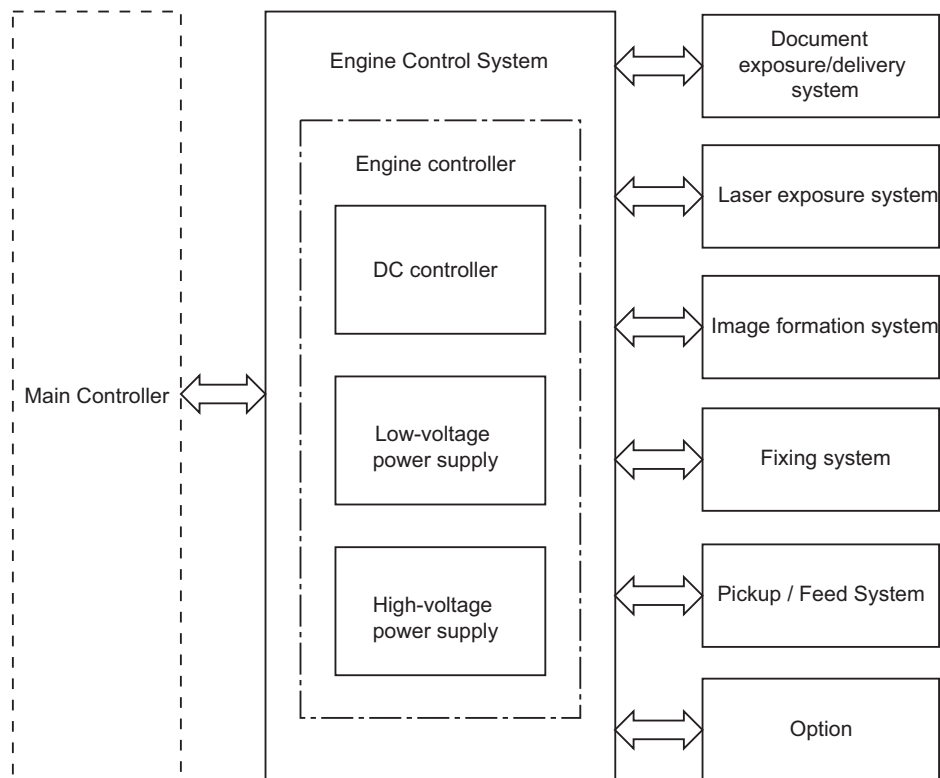 Main Controller
Engine Control System
Engine controller
DC controller
Low-voltage
power supply
High-voltage
power supply
Document
exposure/delivery
system
Laser exposure system
Image formation system
Fixing system
Pickup / Feed System
Option